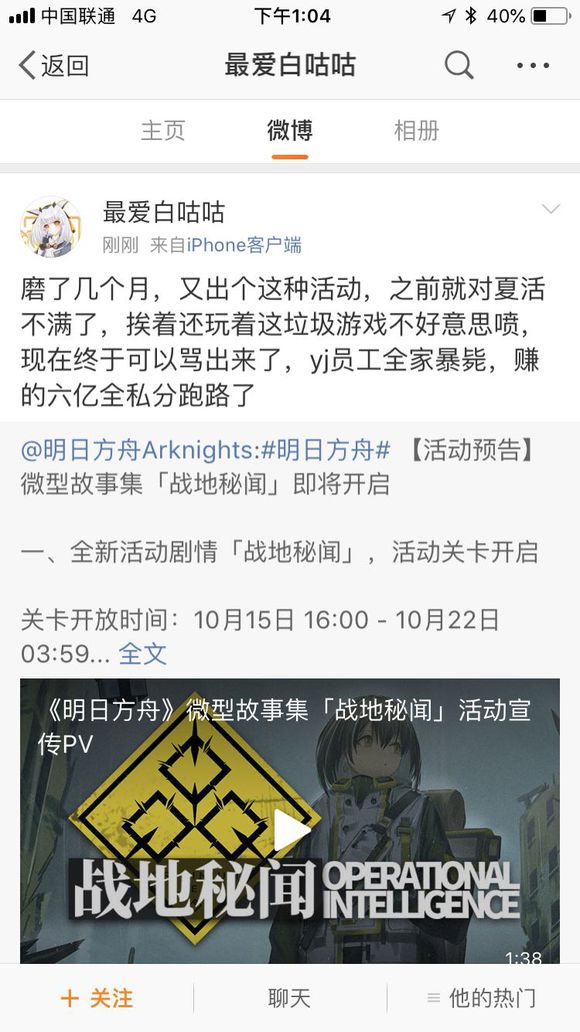 中国联通 4G 下午1:04 40%
返回 最爱白咕咕
主页 微博 相册
最爱白咕咕
刚刚 来自iPhone客户端
磨了几个月，又出个这种活动，之前就对夏活
不满了，挨着还玩着这垃圾游戏不好意思喷，
现在终于可以骂出来了，yj员工全家暴毙，赚
的六亿全私分跑路了
@明日方舟Arknights:#明日方舟# 【活动预告】
微型故事集「战地秘闻」即将开启
一、全新活动剧情「战地秘闻」，活动关卡开启
关卡开放时间：10月15日 16:00 - 10月22日
03:59... 全文
《明日方舟》微型故事集「战地秘闻」活动宣
传PV
战地秘闻 OPERATIONAL
INTELLIGENCE
1:38
+ 关注 聊天 他的热门